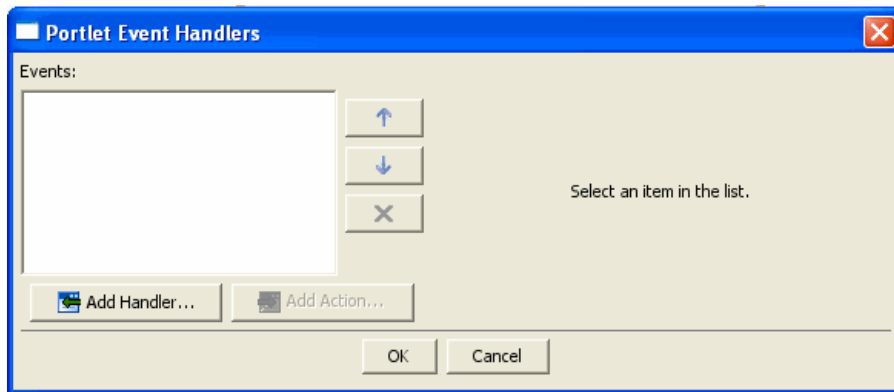 Portlet Event Handlers
Events:
Select an item in the list.
Add Handler... Add Action...
OK Cancel